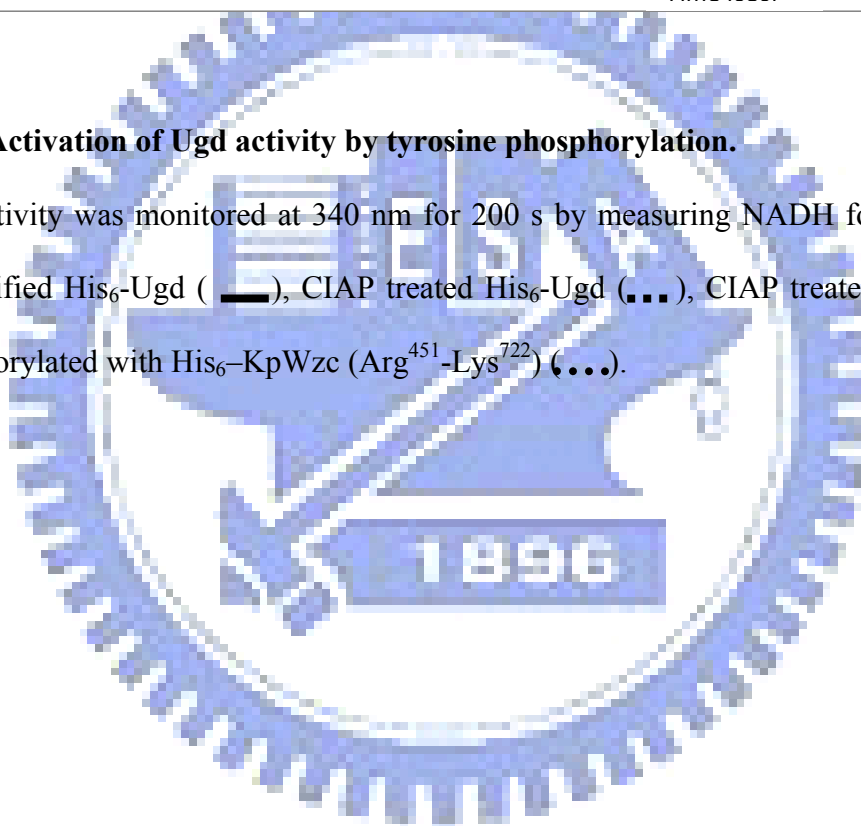 Activation of Ugd activity by tyrosine phosphorylation.
tivity was monitored at 340 nm for 200 s by measuring NADH fo
ified His6-Ugd ( ▬ ), CIAP treated His6-Ugd (▪▪▪ ), CIAP treate
orylated with His6–KpWzc (Arg451-Lys722) (••••).
E S
1896